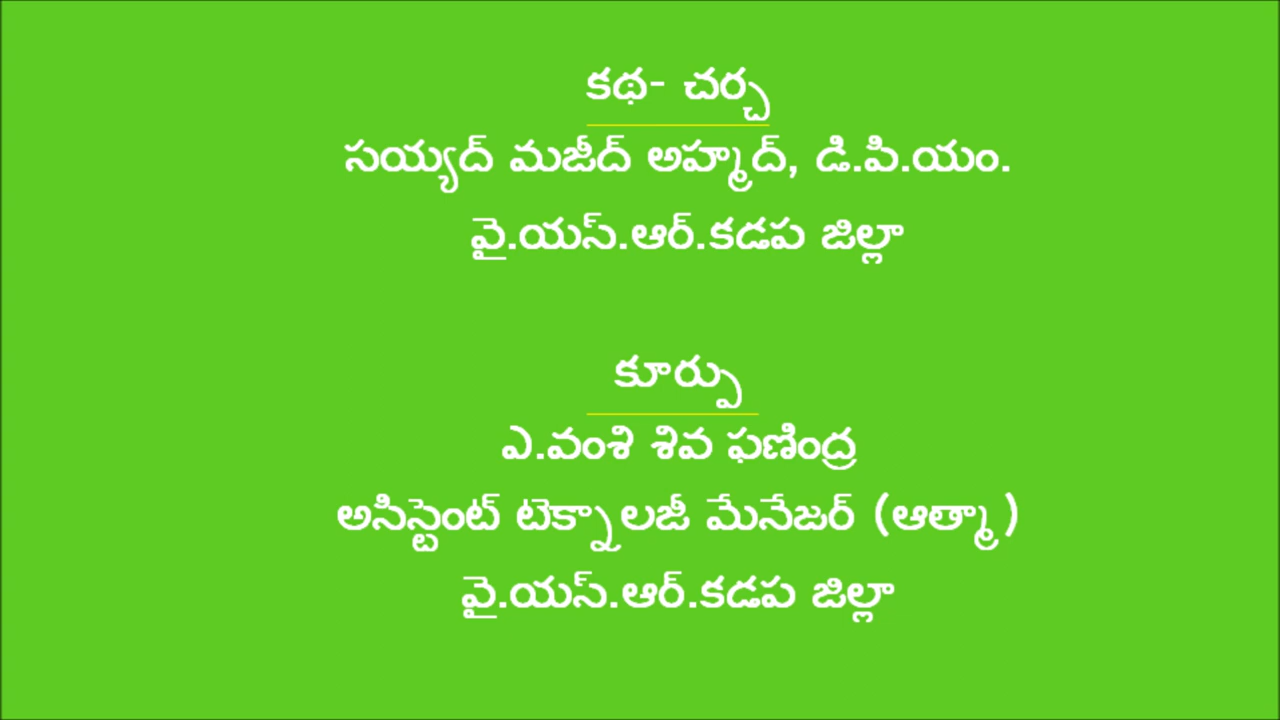 కథ- చర్చ
సయ్యద్ మజీద్ అహ్మద్, డి.పి.యం.
వై.యస్.ఆర్.కడప జిల్లా
కూర్పు
ఎ.వంశి శివ ఫణింద్ర
అసిస్టెంట్ టెక్నాలజీ మేనేజర్ (ఆత్మా)
వై.యస్.ఆర్.కడప జిల్లా